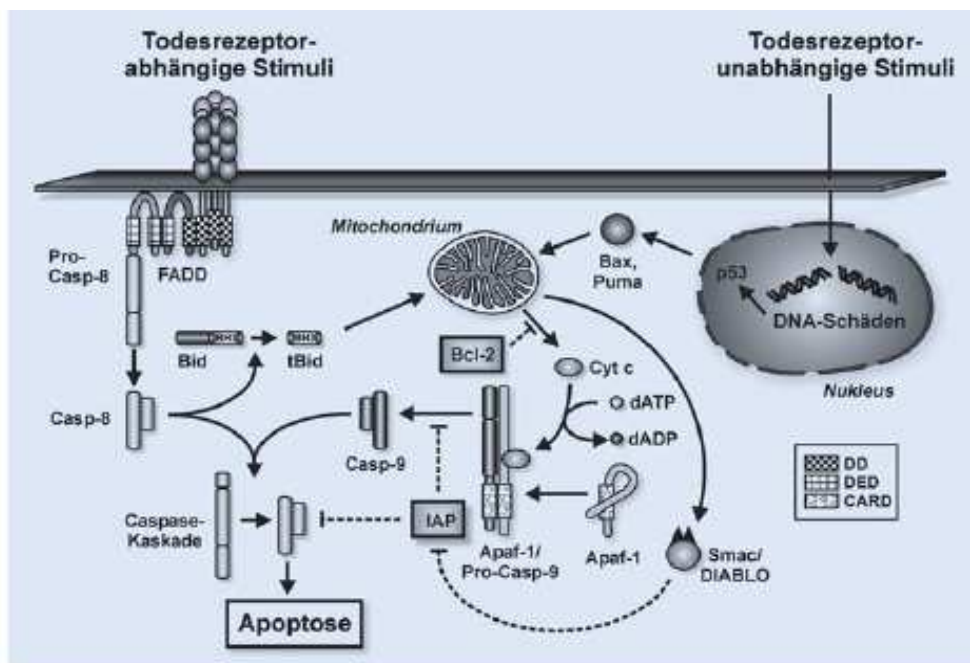 Todesrezeptor-
abhängige Stimuli
Todesrezeptor-
unabhängige Stimuli
Pro-
Casp-8
FADD
Mitochondrium
Bax,
Puma
p53
DNA-Schäden
Nukleus
Bid
tBid
Bcl-2
Cyt c
dATP
dADP
Casp-8
Casp-9
DD
DED
CARD
Caspase-
Kaskade
IAP
Apaf-1/
Pro-Casp-9
Apaf-1
Smac/
DIABLO
Apoptose